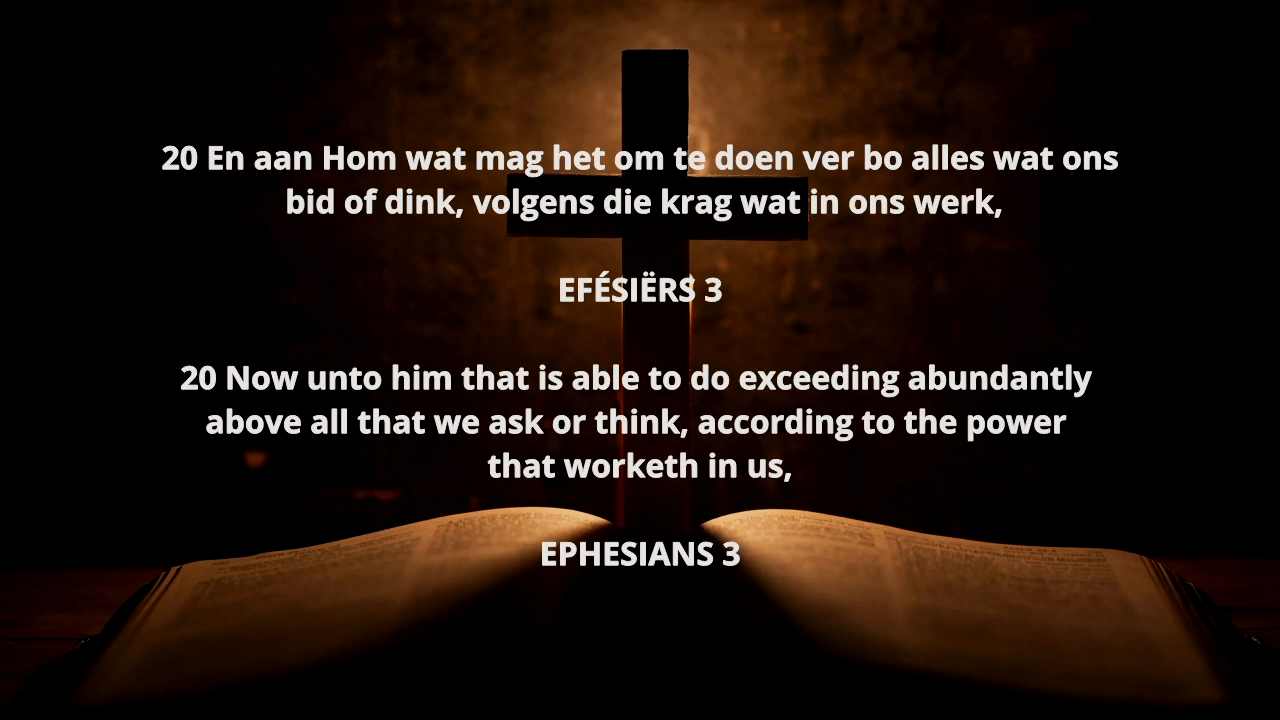 20 En aan Hom wat mag het om te doen ver bo alles wat ons
bid of dink, volgens die krag wat in ons werk,
EFÉSIËRS 3
20 Now unto him that is able to do exceeding abundantly
above all that we ask or think, according to the power
that worketh in us,
EPHESIANS 3